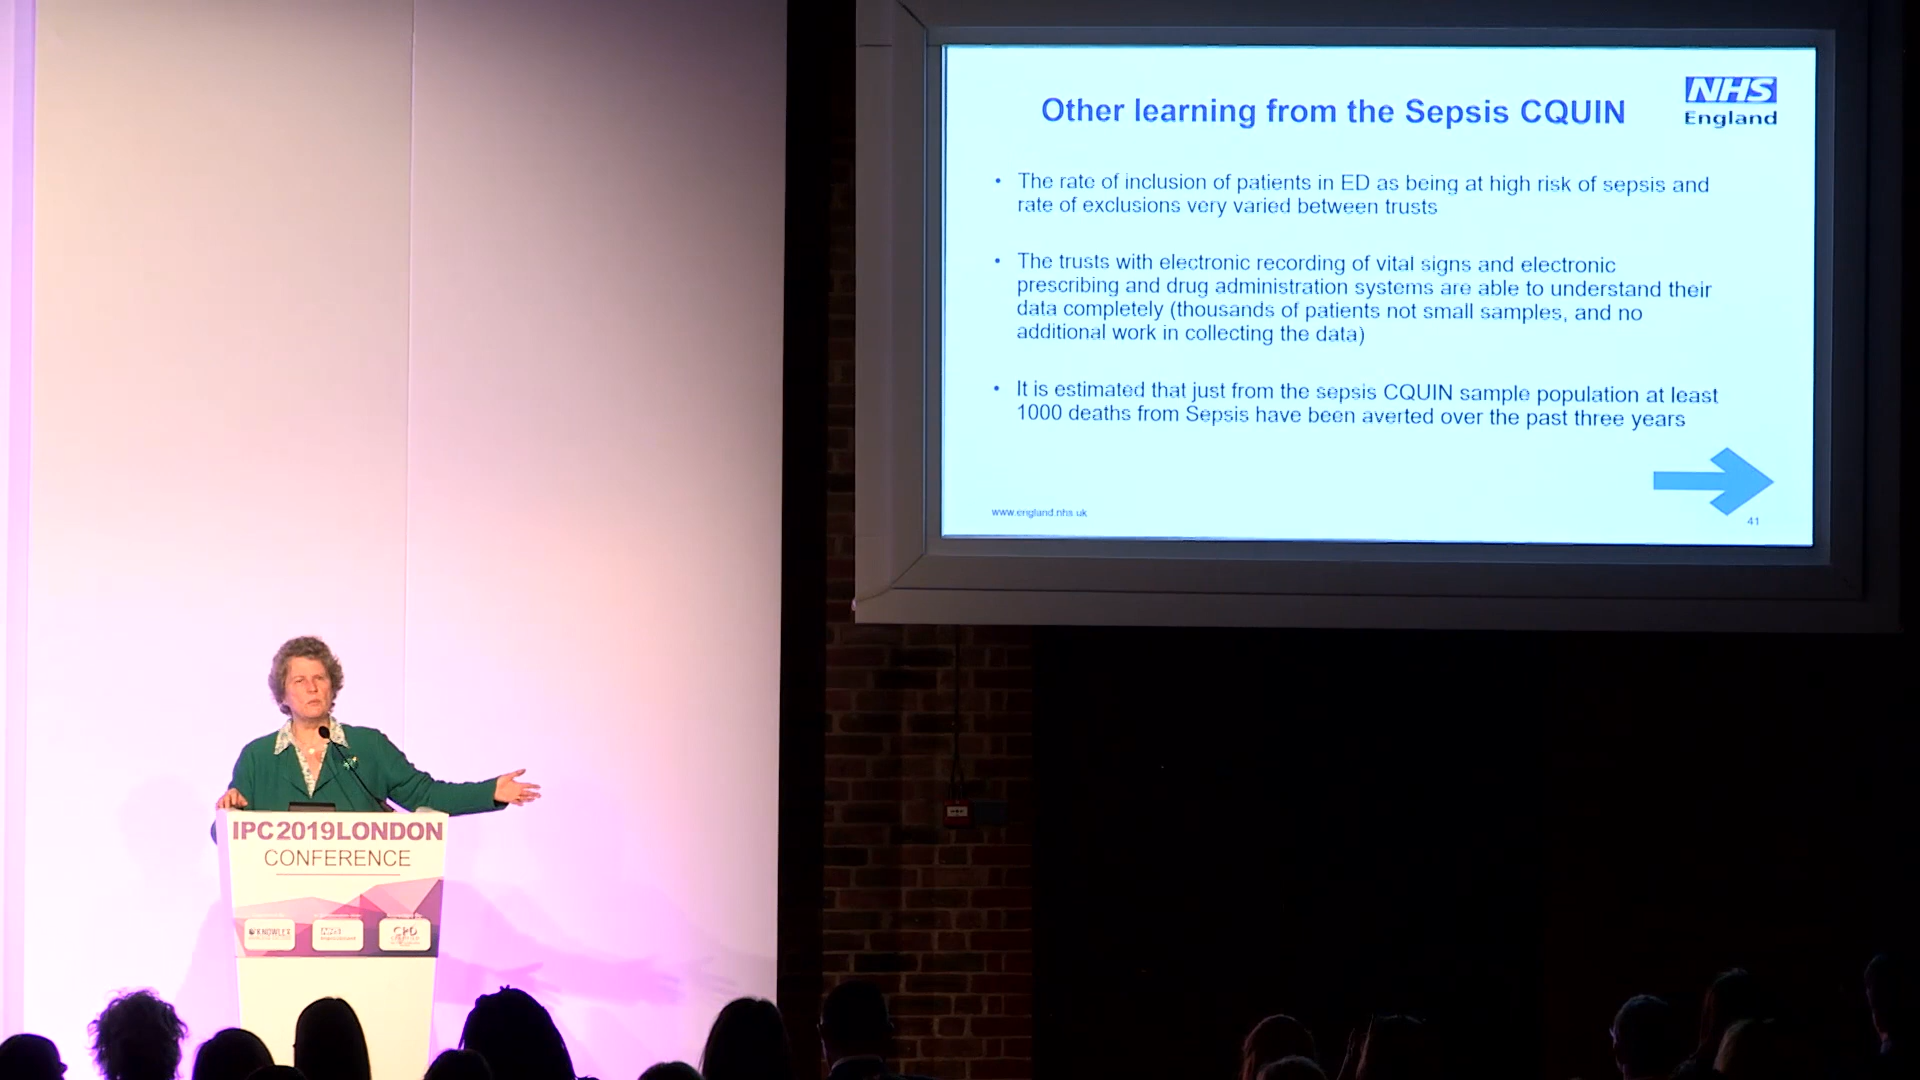 NHS
England
Other learning from the Sepsis CQUIN
• The rate of inclusion of patients in ED as being at high risk of sepsis and
rate of exclusions very varied between trusts
• The trusts with electronic recording of vital signs and electronic
prescribing and drug administration systems are able to understand their
data completely (thousands of patients not small samples, and no
additional work in collecting the data)
• It is estimated that just from the sepsis CQUIN sample population at least
1000 deaths from Sepsis have been averted over the past three years
www.england.nhs.uk
41
IPC2019LONDON
CONFERENCE
KNOWLEX
NHS
CPD